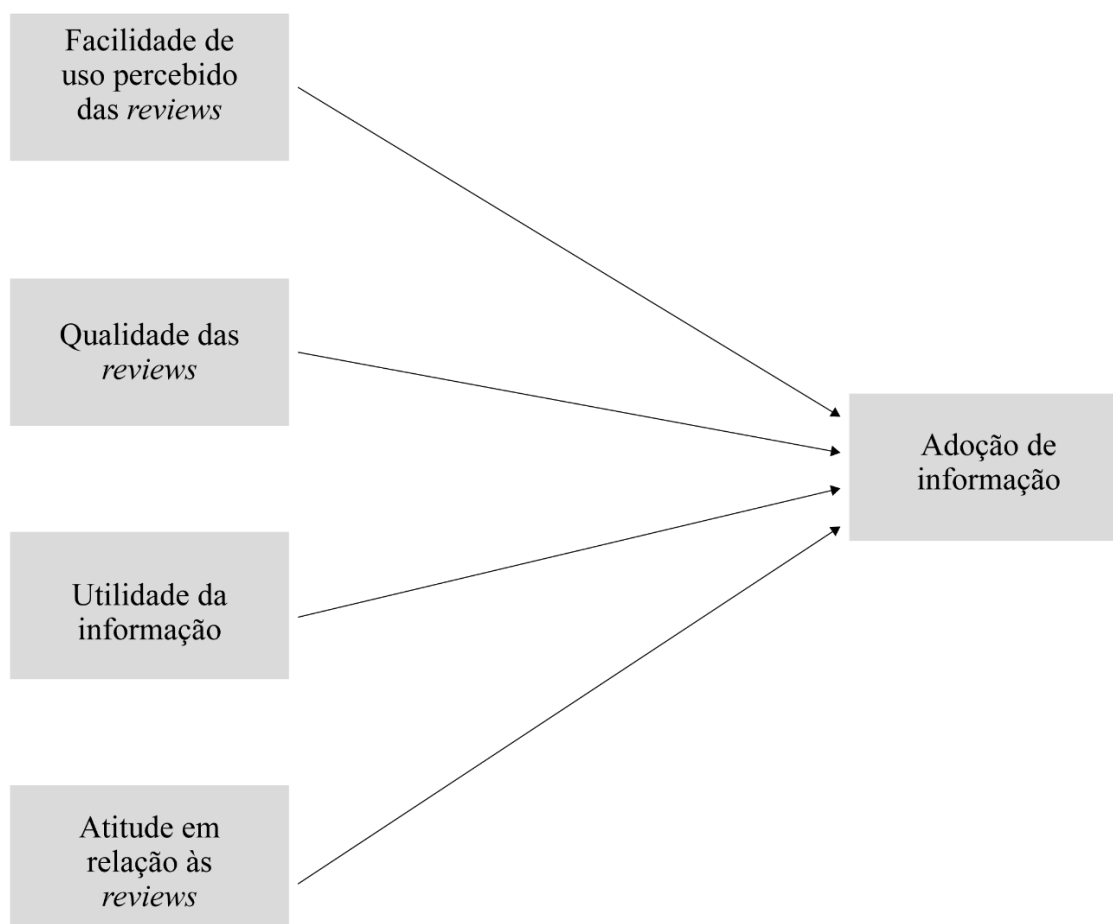 Facilidade de
uso percebido
das reviews
Qualidade das
reviews
Adoção de
informação
Utilidade da
informação
Atitude em
relação às
reviews